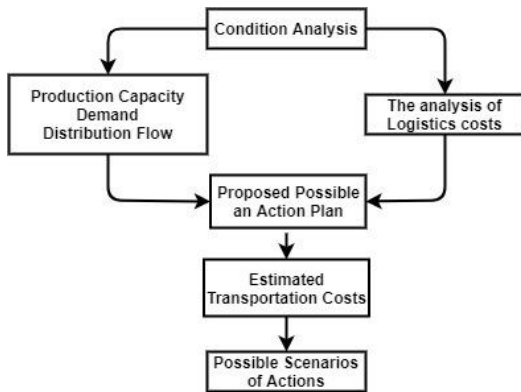 Condition Analysis
Production Capacity
Demand
Distribution Flow
The analysis of
Logistics costs
Proposed Possible
an Action Plan
Estimated
Transportation Costs
Possible Scenarios
of Actions